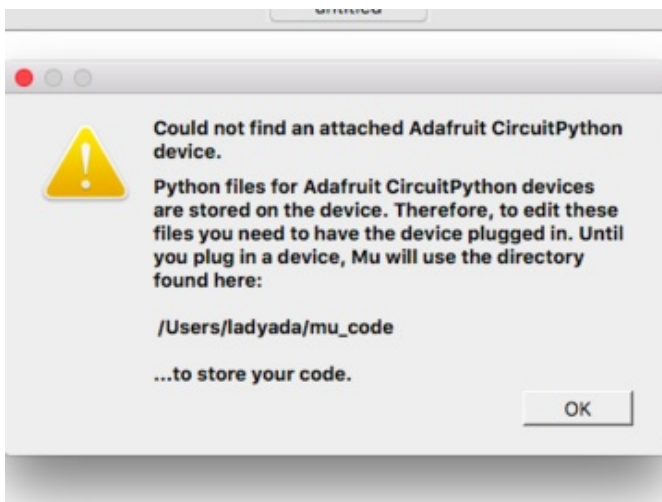 untitled
Could not find an attached Adafruit CircuitPython
device.
Python files for Adafruit CircuitPython devices
are stored on the device. Therefore, to edit these
files you need to have the device plugged in. Until
you plug in a device, Mu will use the directory
found here:
/Users/ladyada/mu_code
...to store your code.
OK